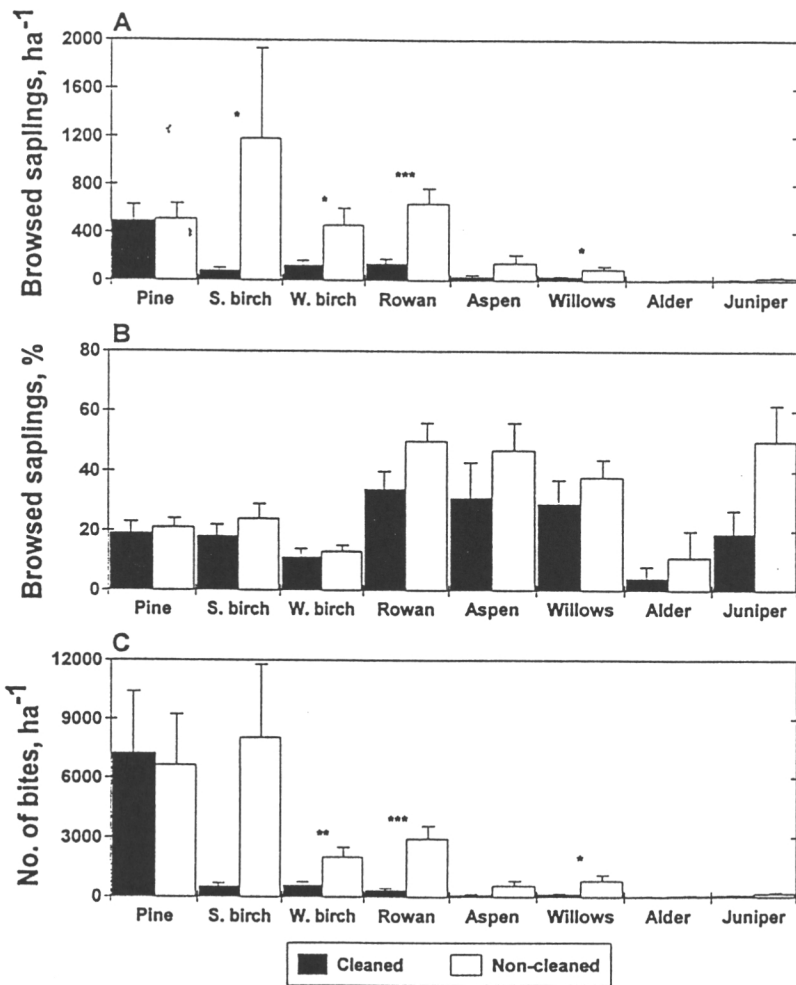 A
Browsed saplings, ha⁻¹
2000
1600
1200
800
400
0
*
*
***
*
Pine S. birch W. birch Rowan Aspen Willows Alder Juniper
B
Browsed saplings, %
80
60
40
20
0
Pine S. birch W. birch Rowan Aspen Willows Alder Juniper
C
No. of bites, ha⁻¹
12000
9000
6000
3000
0
**
***
*
Pine S. birch W. birch Rowan Aspen Willows Alder Juniper
Cleaned Non-cleaned